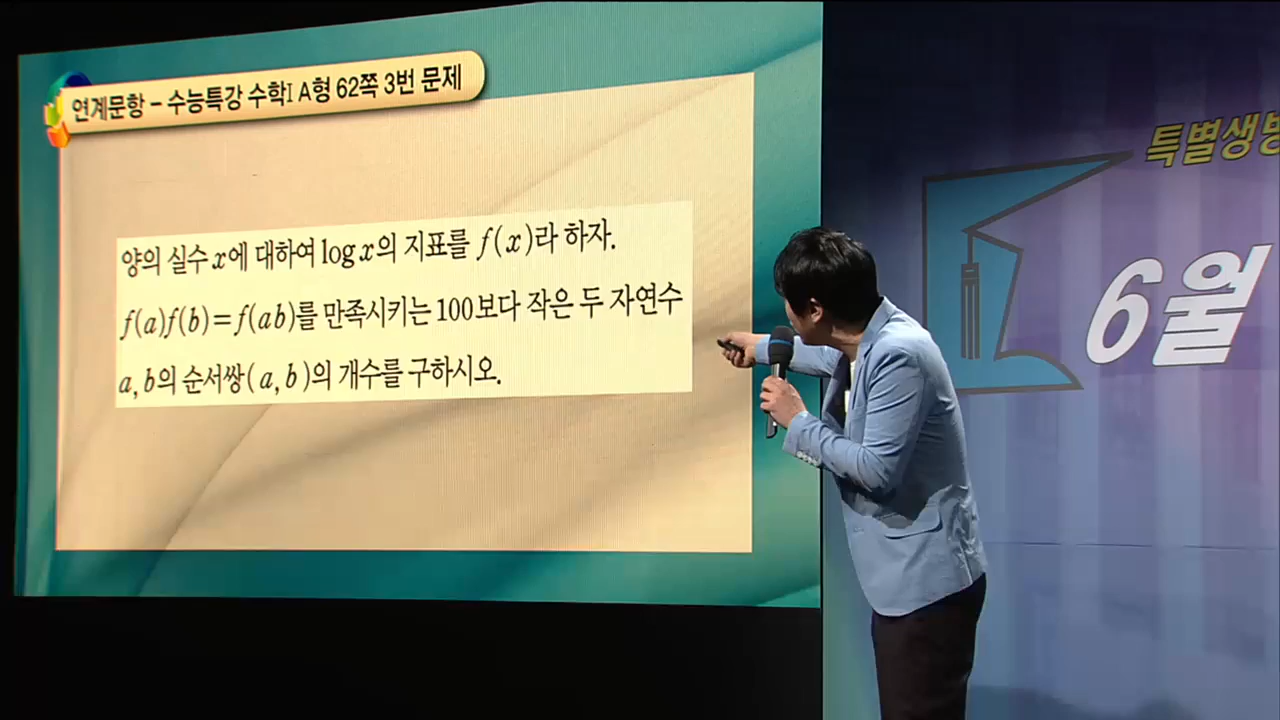 연계문항 - 수능특강 수학Ⅰ A형 62쪽 3번 문제
양의 실수 x에 대하여 log x의 지표를 f(x)라 하자.
f(a)f(b)=f(ab)를 만족시키는 100보다 작은 두 자연수
a, b의 순서쌍(a, b)의 개수를 구하시오.
특별생방
6월